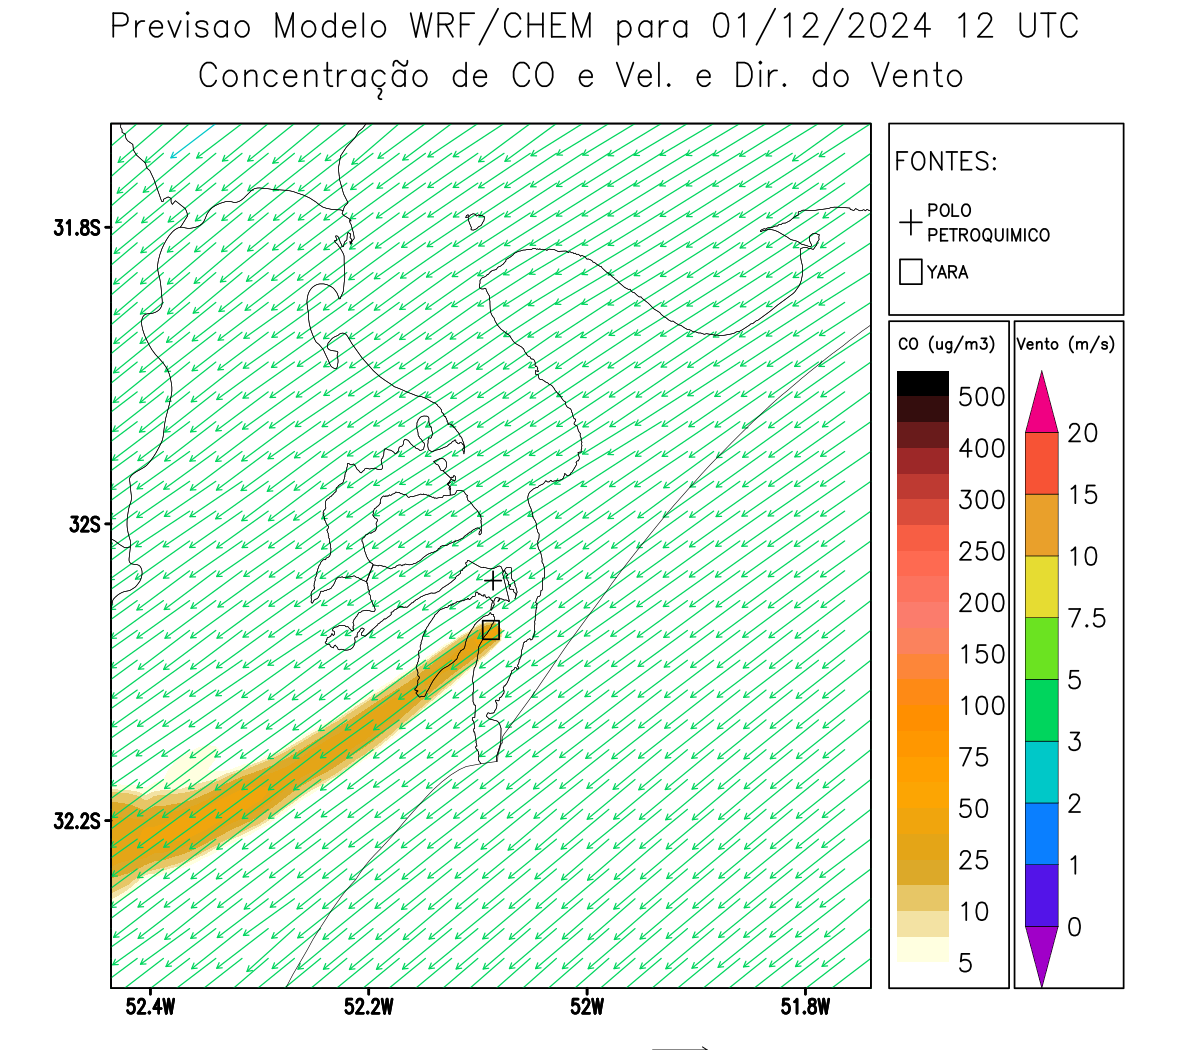 Previsao Modelo WRF/CHEM para 01/12/2024 12 UTC
Concentração de CO e Vel. e Dir. do Vento
FONTES:
POLO
PETROQUIMICO
YARA
31.8S
32S
32.2S
52.4W
52.2W
52W
51.8W
CO (ug/m3)
500
400
300
250
200
150
100
75
50
25
10
5
Vento (m/s)
20
15
10
7.5
5
3
2
1
0